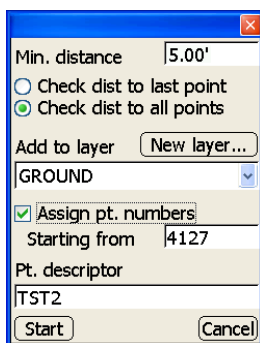 Min. distance 5.00'
Check dist to last point
Check dist to all points
Add to layer New layer...
GROUND
Assign pt. numbers
Starting from 4127
Pt. descriptor
TST2
Start Cancel